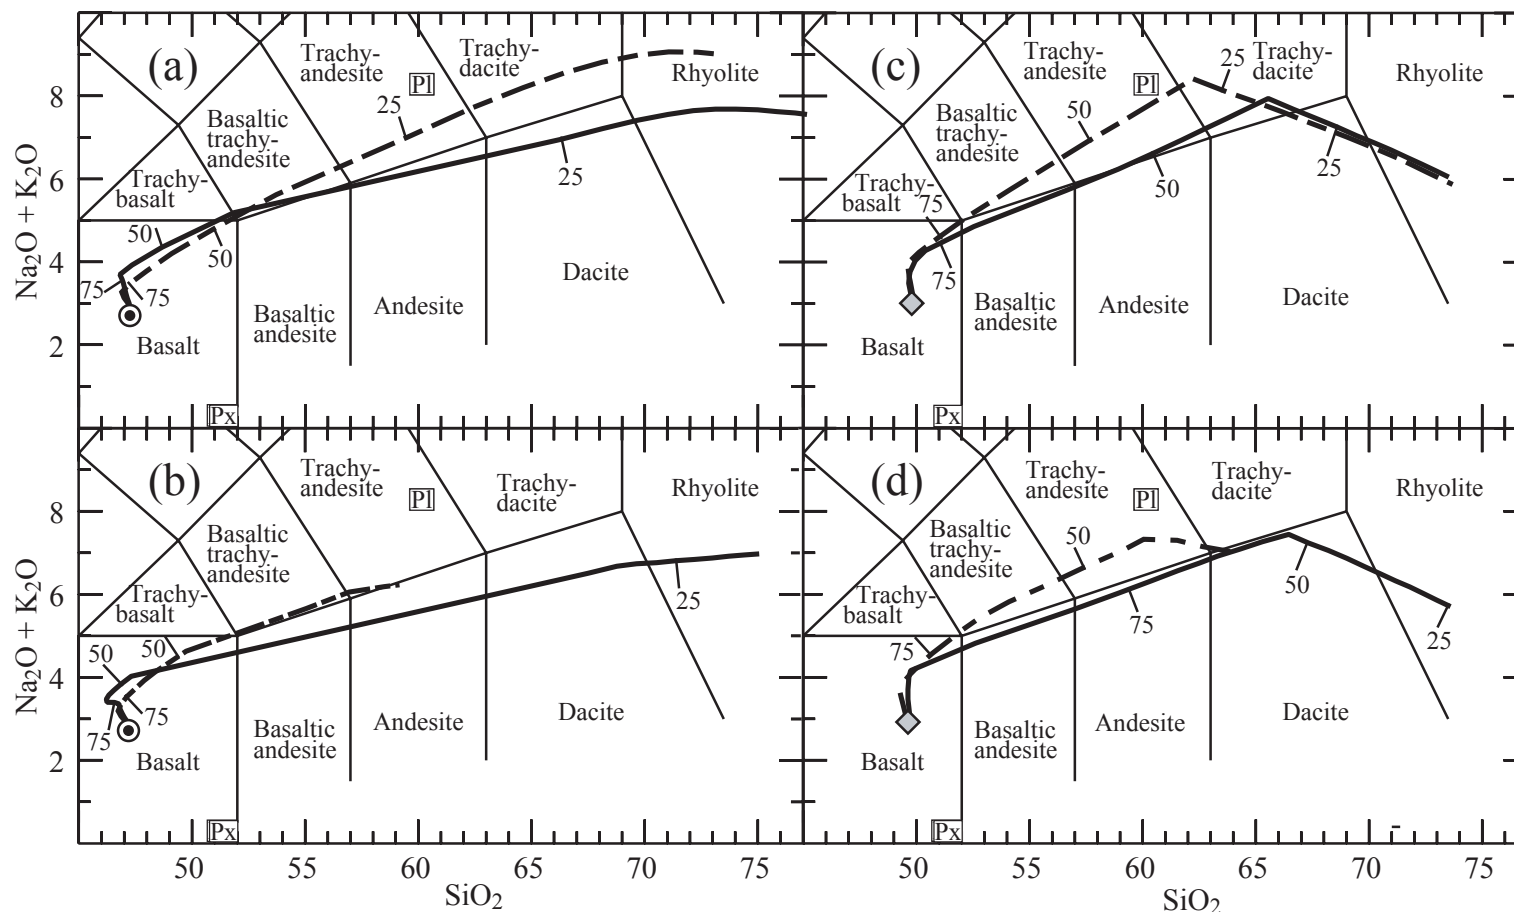 (a)
Trachy-
andesite
Pl
Trachy-
dacite
Rhyolite
25
8
Basaltic
trachy-
andesite
Na2O + K2O
6
Trachy-
basalt
25
50
50
4
75
75
Dacite
Andesite
Basaltic
andesite
2
Basalt
Px
(c)
Trachy-
andesite
Pl
25
Trachy-
dacite
Rhyolite
50
Basaltic
trachy-
andesite
Trachy-
basalt
75
50
25
75
Basaltic
andesite
Andesite
Dacite
Basalt
Px
(b)
Trachy-
andesite
Pl
Trachy-
dacite
Rhyolite
8
Basaltic
trachy-
andesite
Na2O + K2O
6
Trachy-
basalt
50
50
25
4
75
75
Basaltic
andesite
Andesite
Dacite
2
Basalt
Px
50
55
60
65
70
75
SiO2
(d)
Trachy-
andesite
Pl
Trachy-
dacite
Rhyolite
Basaltic
trachy-
andesite
50
Trachy-
basalt
75
75
50
25
Basaltic
andesite
Andesite
Dacite
Basalt
Px
-
50
55
60
65
70
75
SiO2